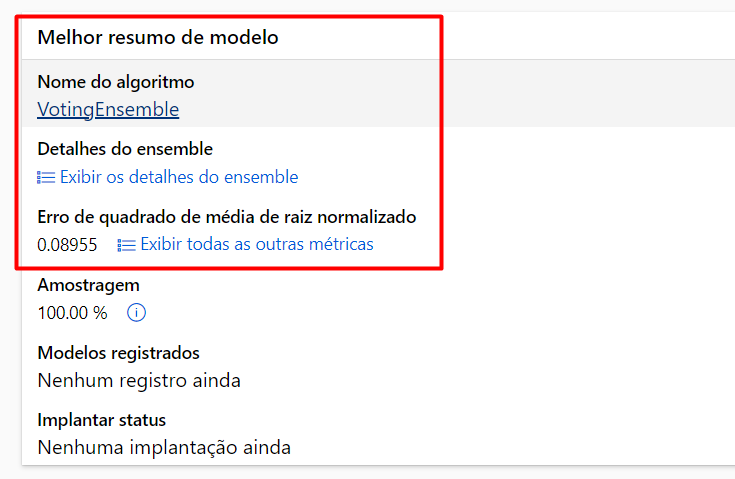 Melhor resumo de modelo
Nome do algoritmo
VotingEnsemble
Detalhes do ensemble
Exibir os detalhes do ensemble
Erro de quadrado de média de raiz normalizado
0.08955 Exibir todas as outras métricas
Amostragem
100.00 %
Modelos registrados
Nenhum registro ainda
Implantar status
Nenhuma implantação ainda